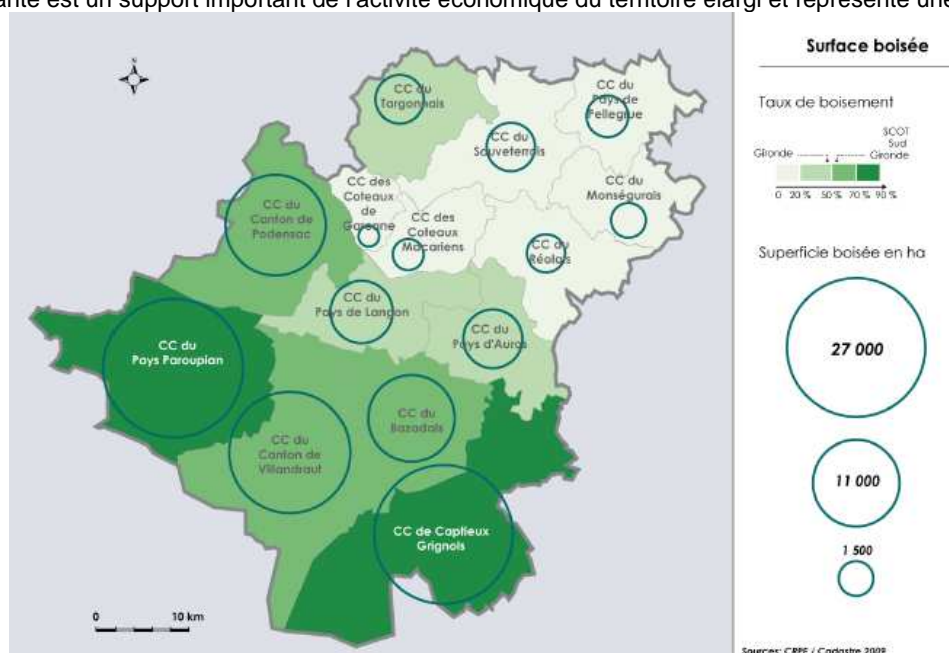 ante est un support important de l'activité économique du territoire élargi et représente une
Surface boisée
Taux de boisement
SCOT
Sud
Gironde
Gironde
0 20 % 50 % 70 % 90 %
Superficie boisée en ha
27 000
11 000
1 500
CC du
Targonnais
CC du
Pays de
Pellegrue
CC du
Sauveterrois
CC du
Monségurais
CC des
Coteaux
de
Garonne
CC des
Coteaux
Macariens
CC du
Réolais
CC du
Canton de
Podensac
CC du
Pays de Langon
CC du
Pays d'Auros
CC du
Pays Paroupian
CC du
Bazadais
CC du
Canton de
Villandraut
CC de Captieux
Grignols
0 10 km
Sources: CRPF / Cadastre 2009